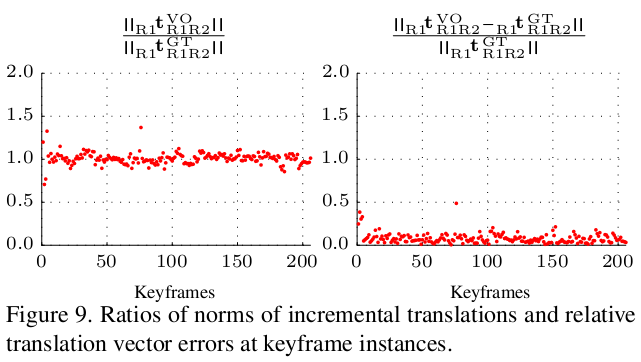 ||R1tVOR1R2|| ||R1tVOR1R2−R1tGTR1R2||
||R1tGTR1R2|| ||R1tGTR1R2||
2.0 2.0
1.5 1.5
1.0 1.0
0.5 0.5
0.0 0.0
0 50 100 150 200 0 50 100 150 200
Keyframes Keyframes
Figure 9. Ratios of norms of incremental translations and relative
translation vector errors at keyframe instances.